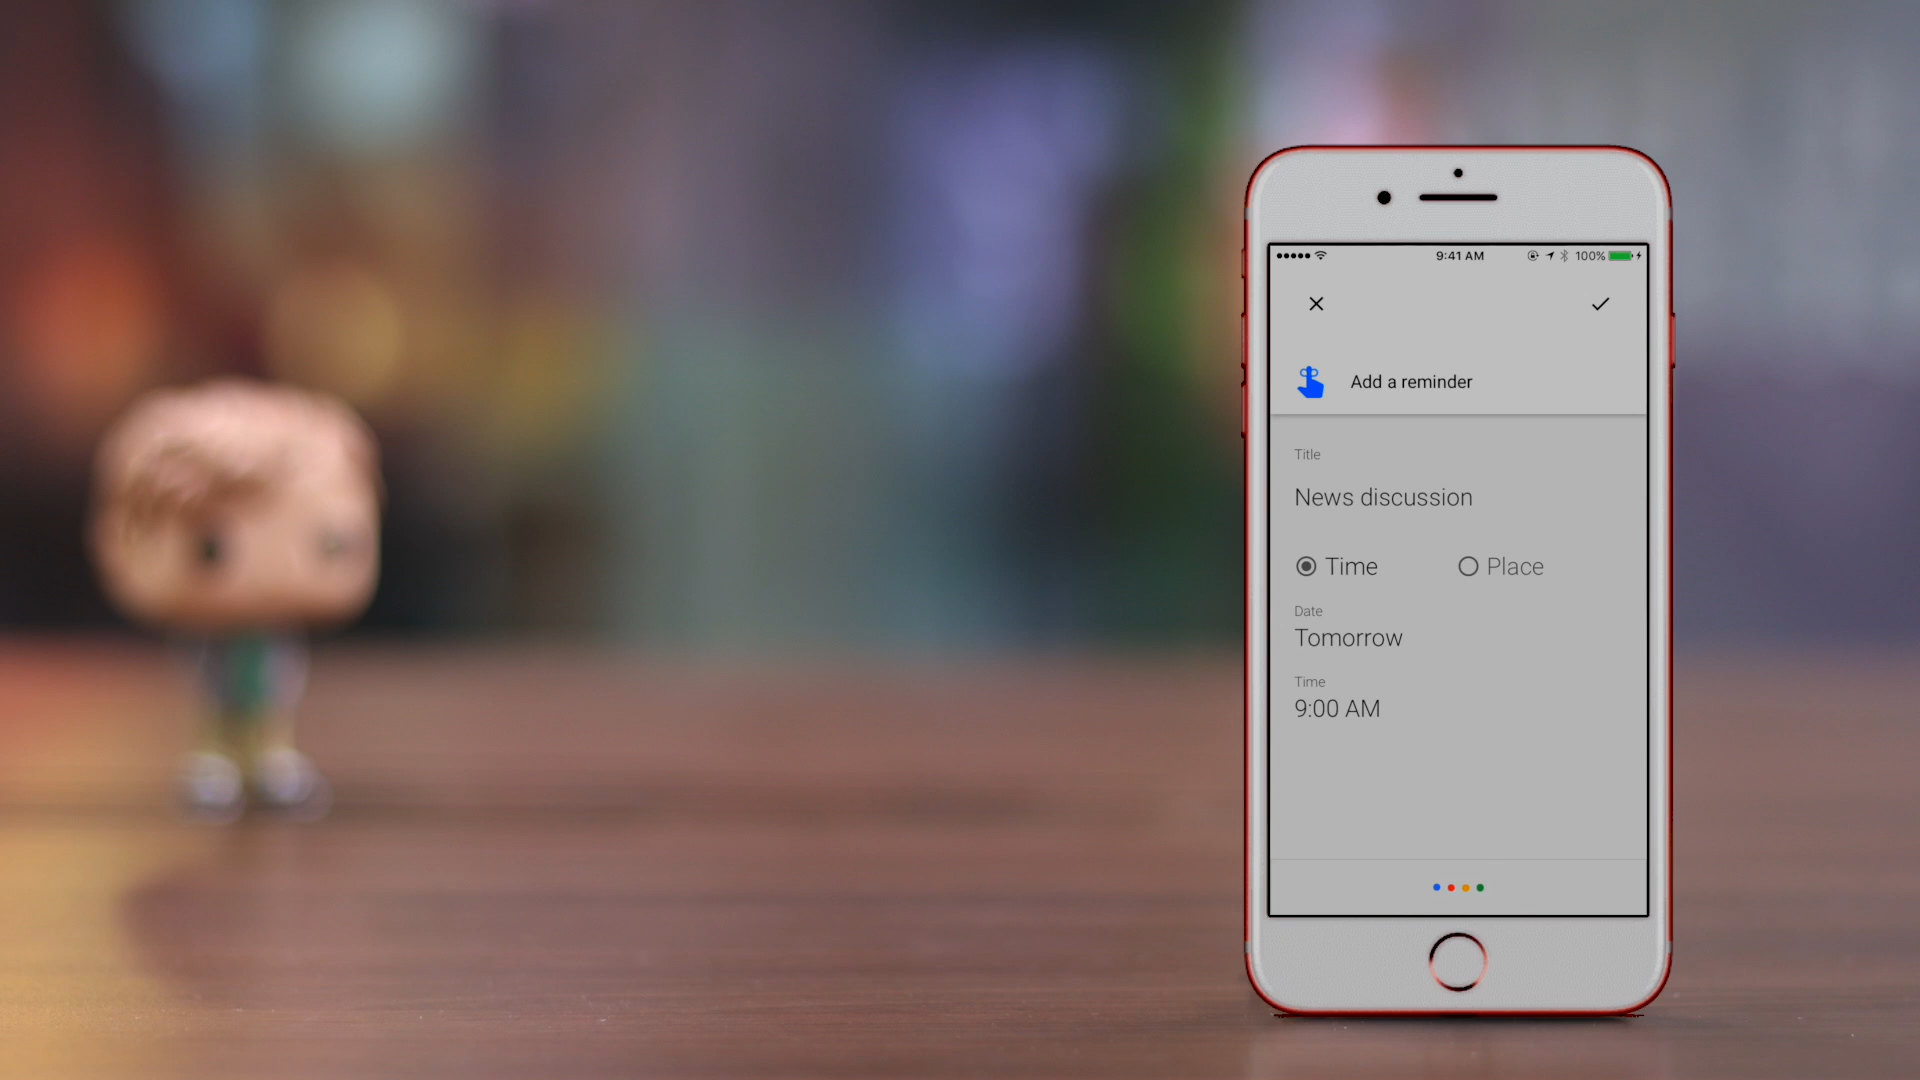 9:41 AM 100%
Add a reminder
Title
News discussion
Time Place
Date
Tomorrow
Time
9:00 AM